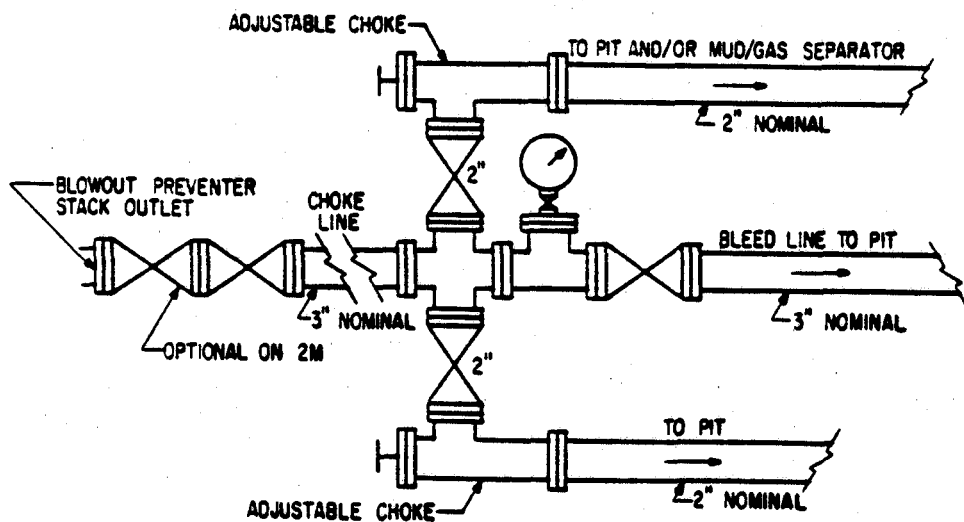 ADJUSTABLE CHOKE
TO PIT AND/OR MUD/GAS SEPARATOR
2" NOMINAL
2"
BLOWOUT PREVENTER
STACK OUTLET
CHOKE
LINE
BLEED LINE TO PIT
3" NOMINAL
3" NOMINAL
OPTIONAL ON 2M
2"
TO PIT
2" NOMINAL
ADJUSTABLE CHOKE